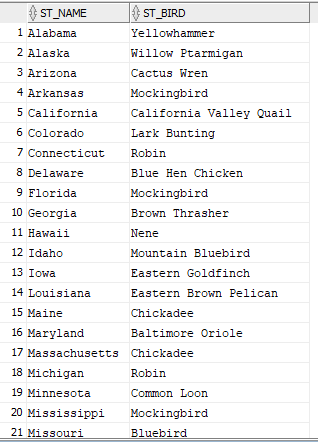 ST_NAME ST_BIRD
1 Alabama Yellowhammer
2 Alaska Willow Ptarmigan
3 Arizona Cactus Wren
4 Arkansas Mockingbird
5 California California Valley Quail
6 Colorado Lark Bunting
7 Connecticut Robin
8 Delaware Blue Hen Chicken
9 Florida Mockingbird
10 Georgia Brown Thrasher
11 Hawaii Nene
12 Idaho Mountain Bluebird
13 Iowa Eastern Goldfinch
14 Louisiana Eastern Brown Pelican
15 Maine Chickadee
16 Maryland Baltimore Oriole
17 Massachusetts Chickadee
18 Michigan Robin
19 Minnesota Common Loon
20 Mississippi Mockingbird
21 Missouri Bluebird